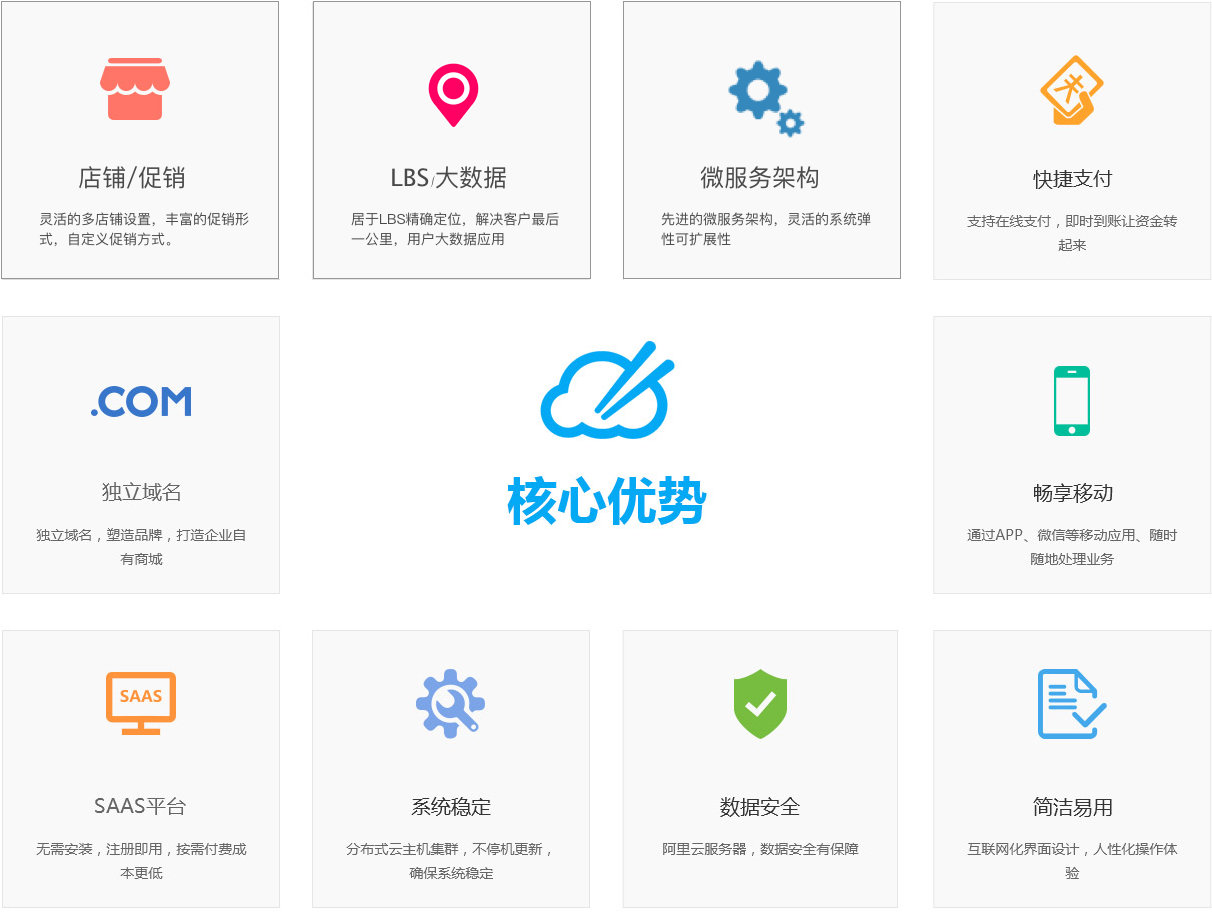 店铺/促销
灵活的多店铺设置，丰富的促销形
式，自定义促销方式。
LBS/大数据
居于LBS精确定位，解决客户最后
一公里，用户大数据应用
微服务架构
先进的微服务架构，灵活的系统弹
性可扩展性
快捷支付
支持在线支付，即时到账让资金转
起来
.COM
独立域名
独立域名，塑造品牌，打造企业自
有商城
核心优势
畅享移动
通过APP、微信等移动应用、随时
随地处理业务
SAAS
SAAS平台
无需安装，注册即用，按需付费成
本更低
系统稳定
分布式云主机集群，不停机更新，
确保系统稳定
数据安全
阿里云服务器，数据安全有保障
简洁易用
互联网化界面设计，人性化操作体
验